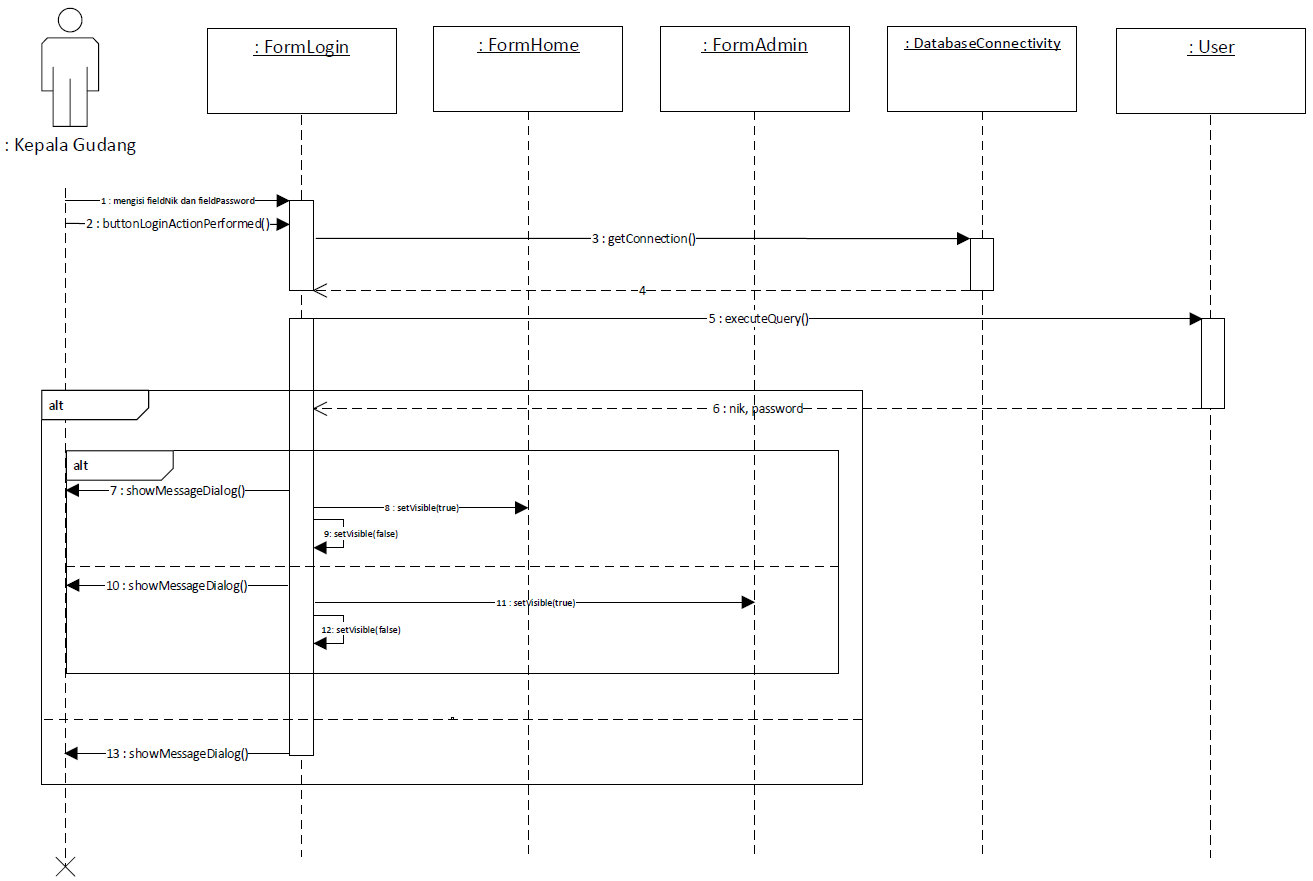 : FormLogin
: FormHome
: FormAdmin
: DatabaseConnectivity
: User
: Kepala Gudang
1 : mengisi fieldNik dan fieldPassword
2 : buttonLoginActionPerformed()
3 : getConnection()
4
5 : executeQuery()
alt
6 : nik, password
alt
7 : showMessageDialog()
8 : setVisible(true)
9: setVisible(false)
10 : showMessageDialog()
11 : setVisible(true)
12: setVisible(false)
13 : showMessageDialog()